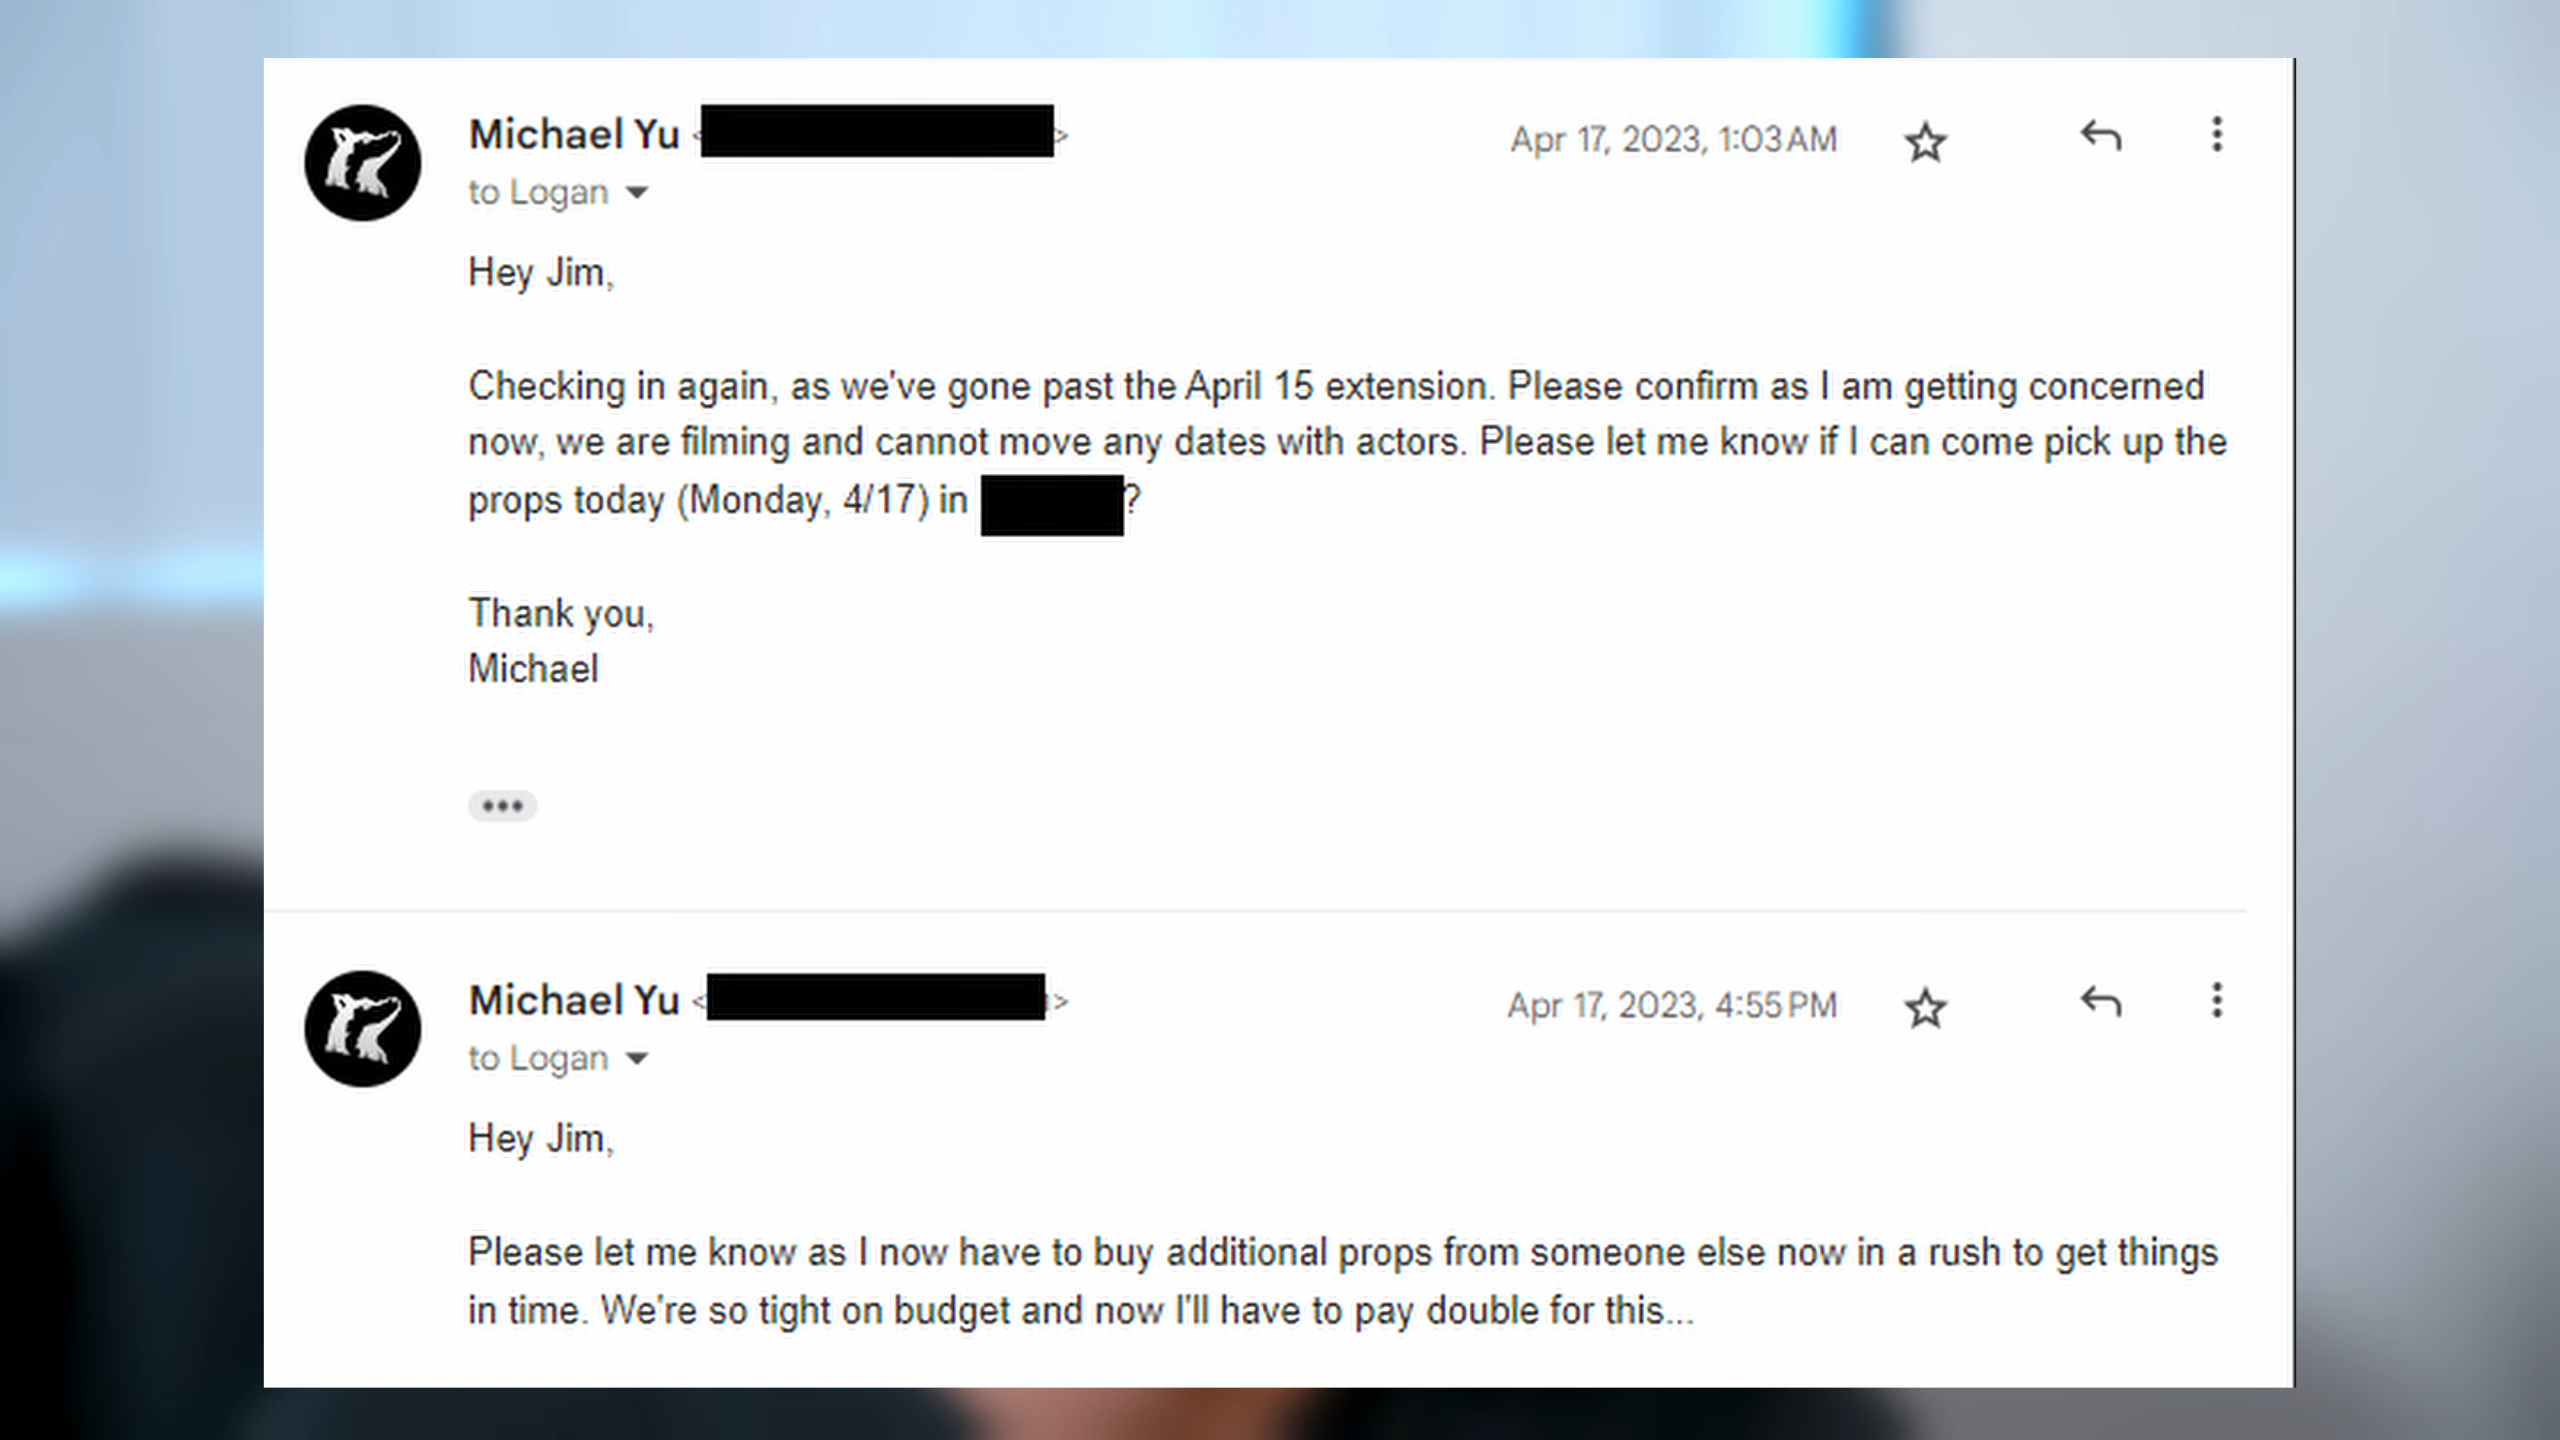 Michael Yu < >
Apr 17, 2023, 1:03 AM
to Logan
Hey Jim,
Checking in again, as we've gone past the April 15 extension. Please confirm as I am getting concerned
now, we are filming and cannot move any dates with actors. Please let me know if I can come pick up the
props today (Monday, 4/17) in ?
Thank you,
Michael
Michael Yu < >
Apr 17, 2023, 4:55 PM
to Logan
Hey Jim,
Please let me know as I now have to buy additional props from someone else now in a rush to get things
in time. We're so tight on budget and now I'll have to pay double for this...